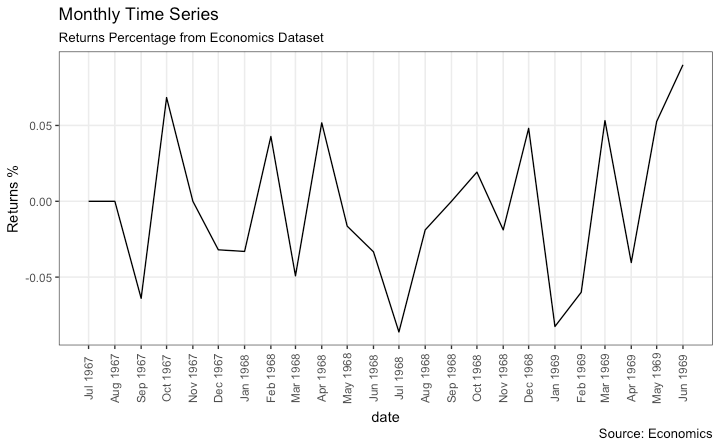 Monthly Time Series
Returns Percentage from Economics Dataset
Returns %
0.05
0.00
-0.05
Jul 1967
Aug 1967
Sep 1967
Oct 1967
Nov 1967
Dec 1967
Jan 1968
Feb 1968
Mar 1968
Apr 1968
May 1968
Jun 1968
Jul 1968
Aug 1968
Sep 1968
Oct 1968
Nov 1968
Dec 1968
Jan 1969
Feb 1969
Mar 1969
Apr 1969
May 1969
Jun 1969
date
Source: Economics